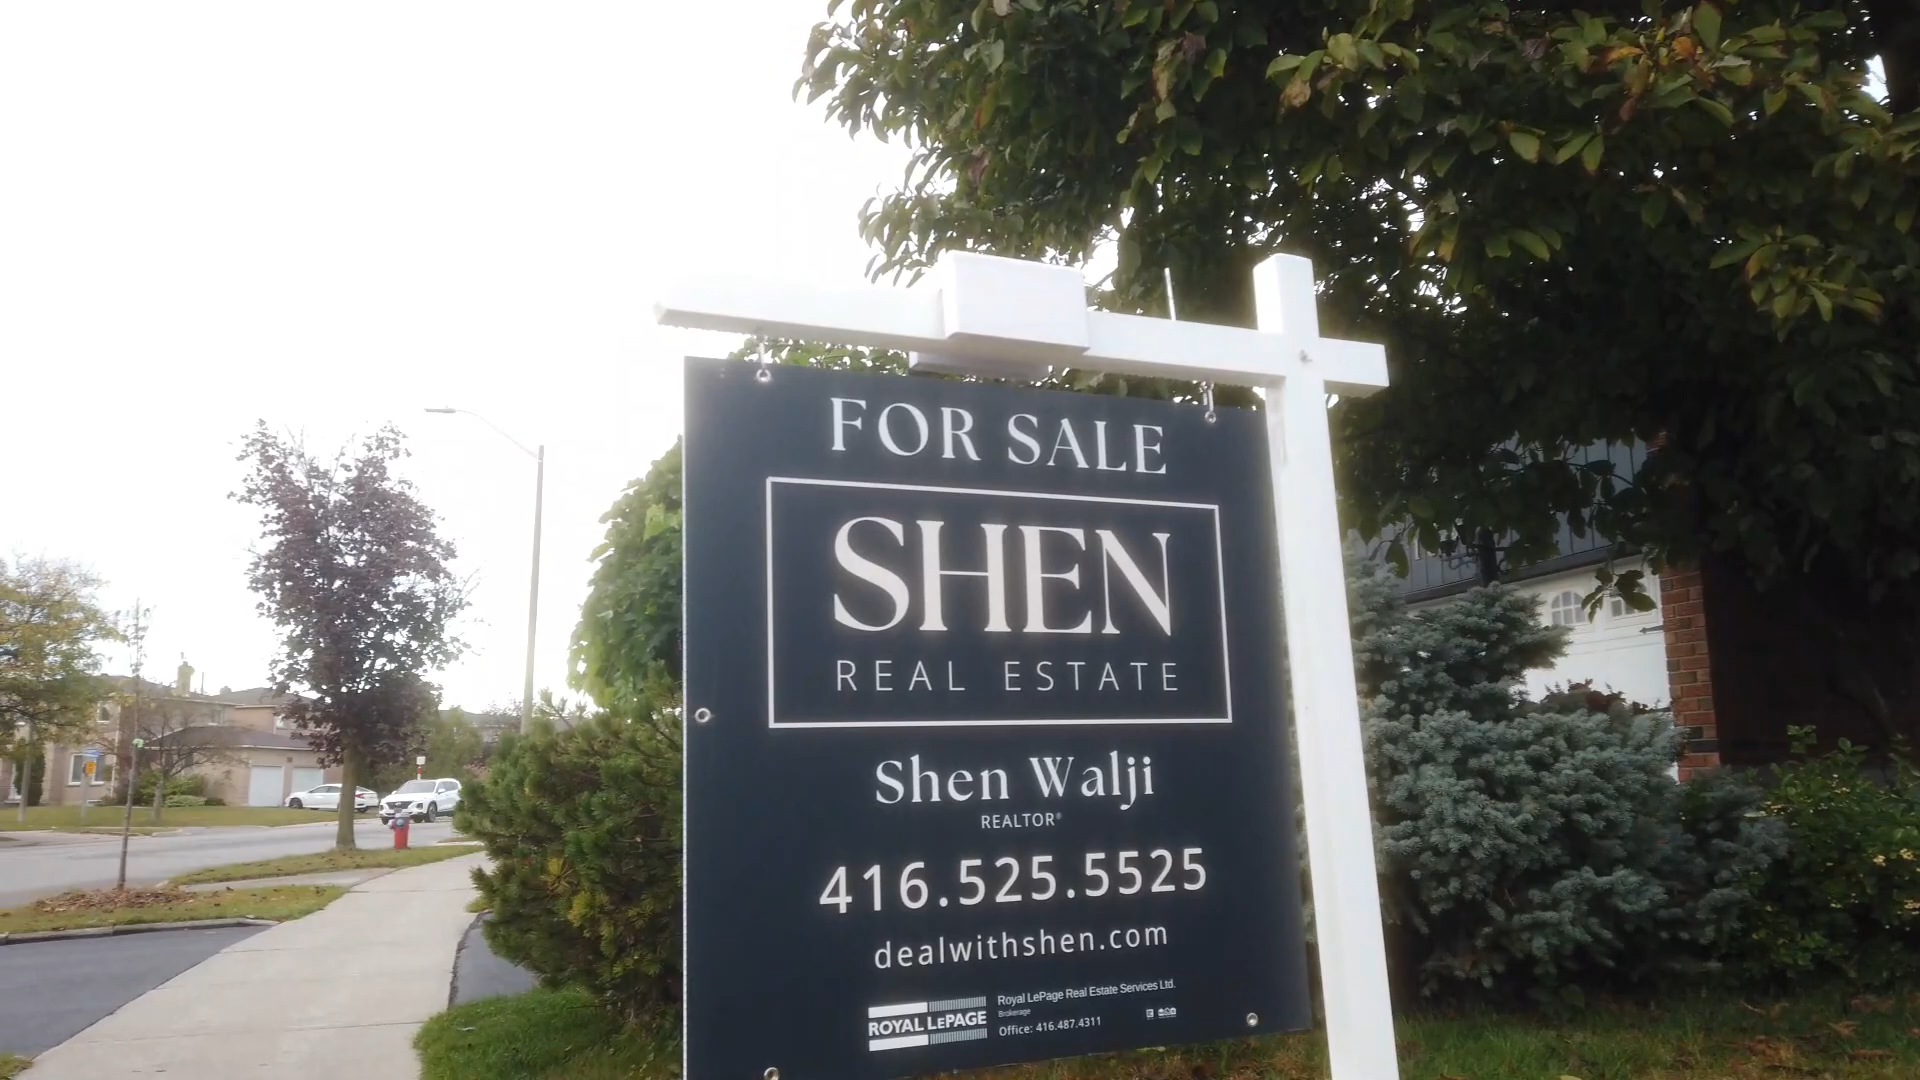 FOR SALE
SHEN
REAL ESTATE
Shen Walji
REALTOR®
416.525.5525
dealwithshen.com
ROYAL LEPAGE
Royal LePage Real Estate Services Ltd.
Brokerage
Office: 416.487.4311